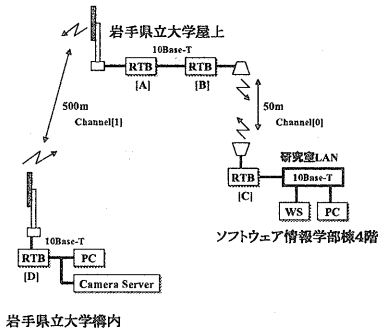 岩手県立大学屋上
10Base-T
RTB
RTB
[A]
[B]
500m
Channel[1]
50m
Channel[0]
研究室LAN
RTB
10Base-T
[C]
WS
PC
ソフトウェア情報学部棟4階
10Base-T
RTB
PC
[D]
Camera Server
岩手県立大学構内